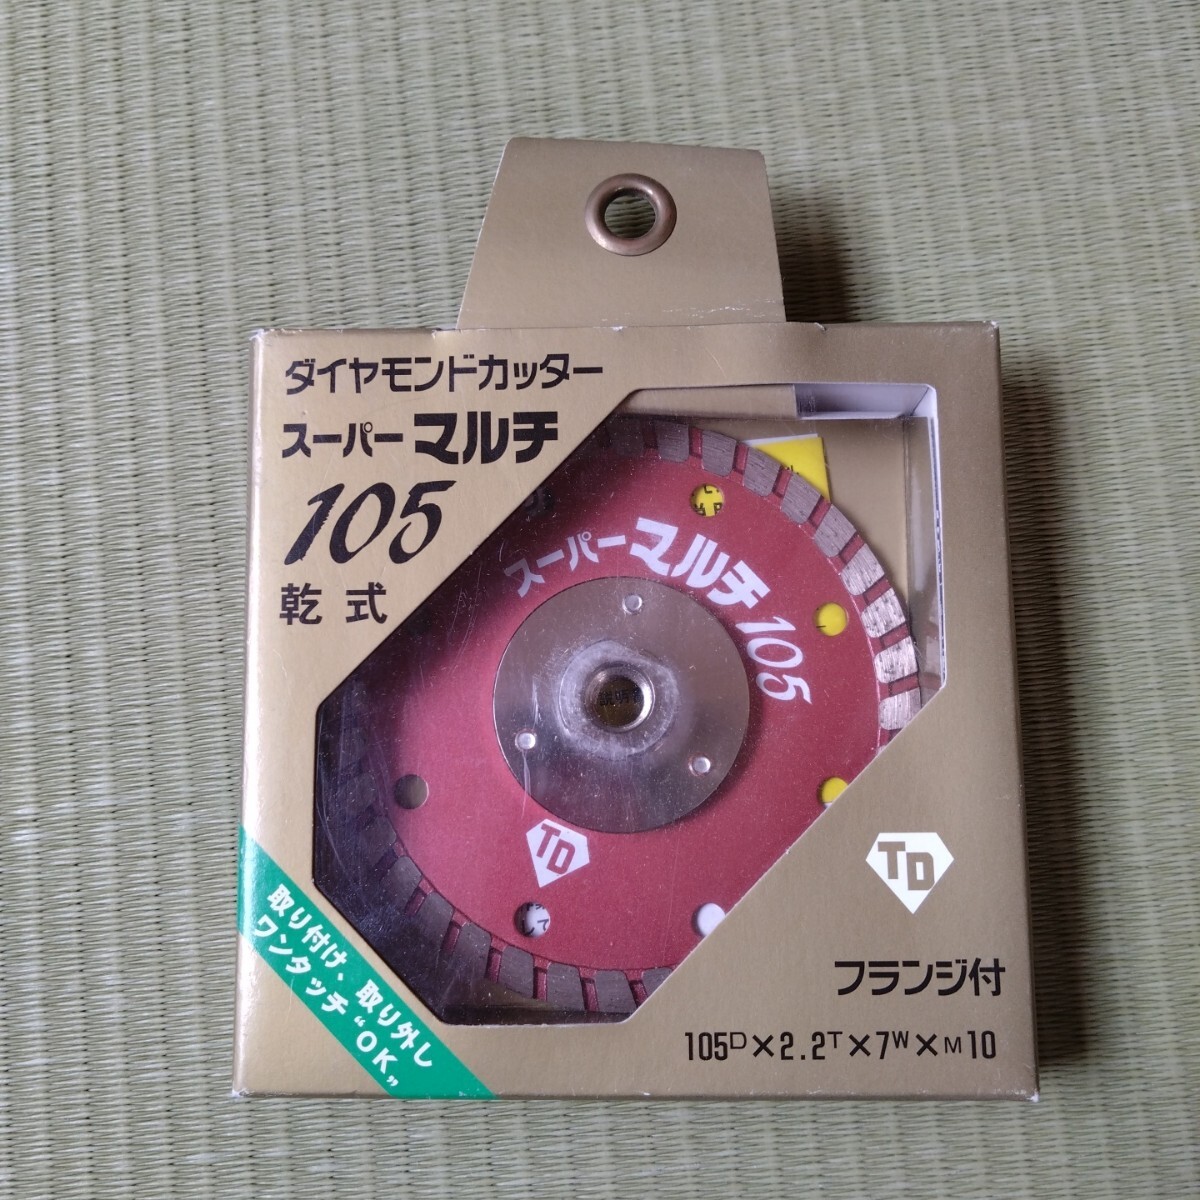 ダイヤモンドカッター
スーパーマルチ
105
乾式
スーパーマルチ105
TD
TD
取り付け、取り外し
ワンタッチ“OK”
フランジ付
105D×2.2T×7W×M10